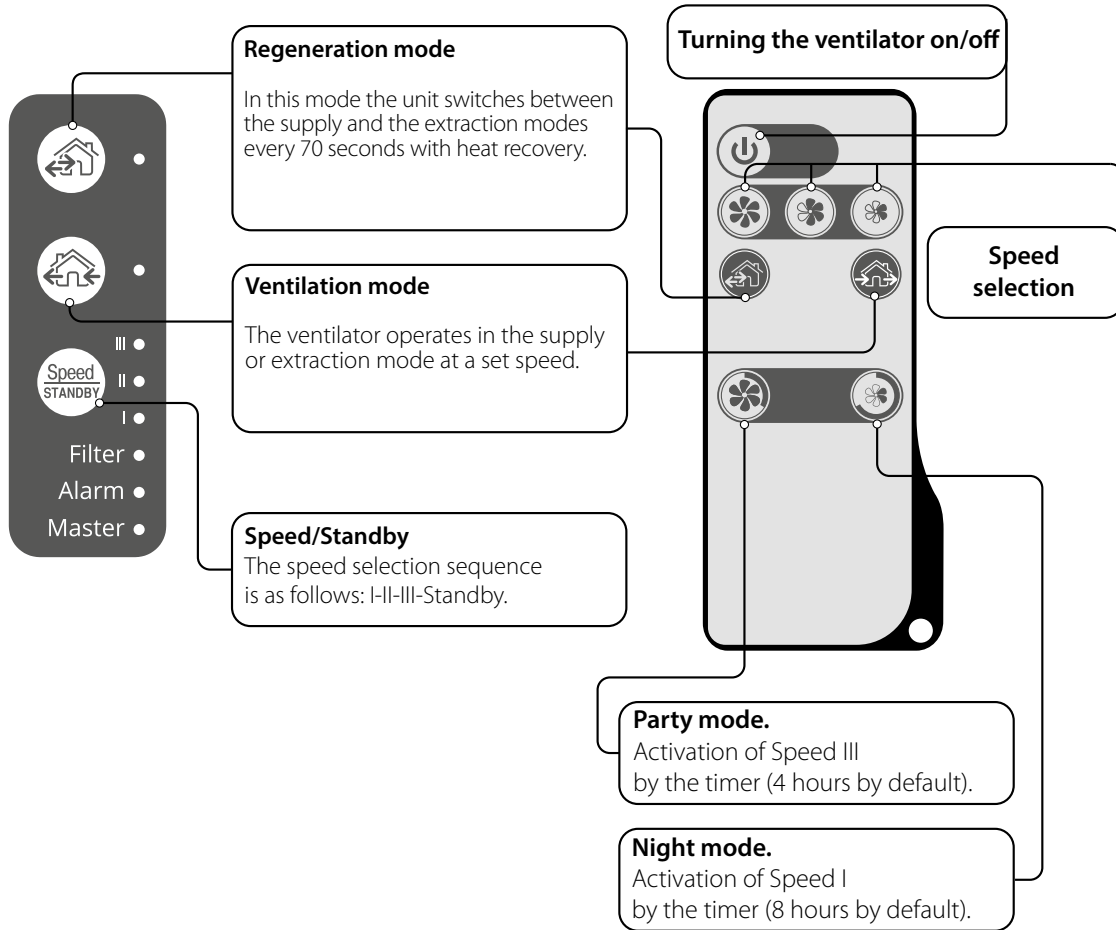 Regeneration mode
In this mode the unit switches between
the supply and the extraction modes
every 70 seconds with heat recovery.
Turning the ventilator on/off
Ventilation mode
The ventilator operates in the supply
or extraction mode at a set speed.
Speed
selection
III
Speed
STANDBY
II
I
Filter
Alarm
Master
Speed/Standby
The speed selection sequence
is as follows: I-II-III-Standby.
Party mode.
Activation of Speed III
by the timer (4 hours by default).
Night mode.
Activation of Speed I
by the timer (8 hours by default).